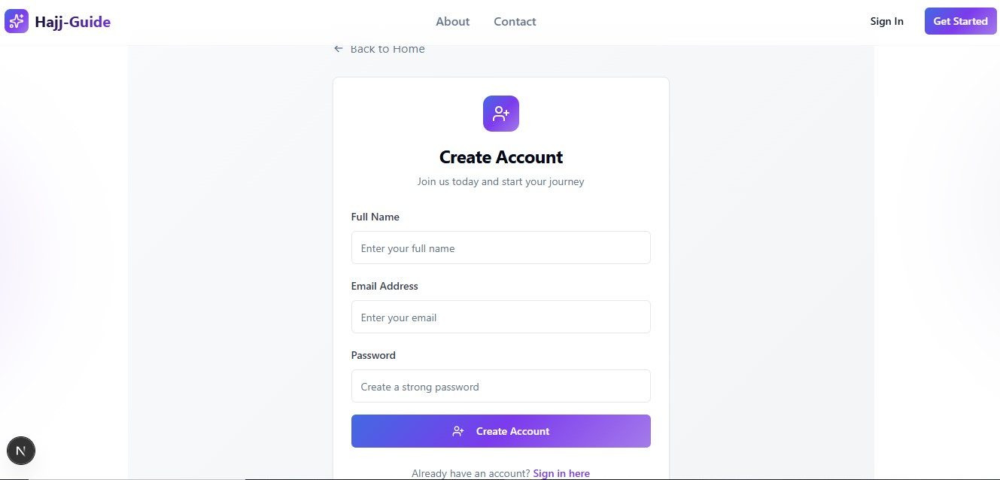 Hajj-Guide
About
Contact
Sign In
Get Started
Back to Home
Create Account
Join us today and start your journey
Full Name
Enter your full name
Email Address
Enter your email
Password
Create a strong password
Create Account
Already have an account? Sign in here
N